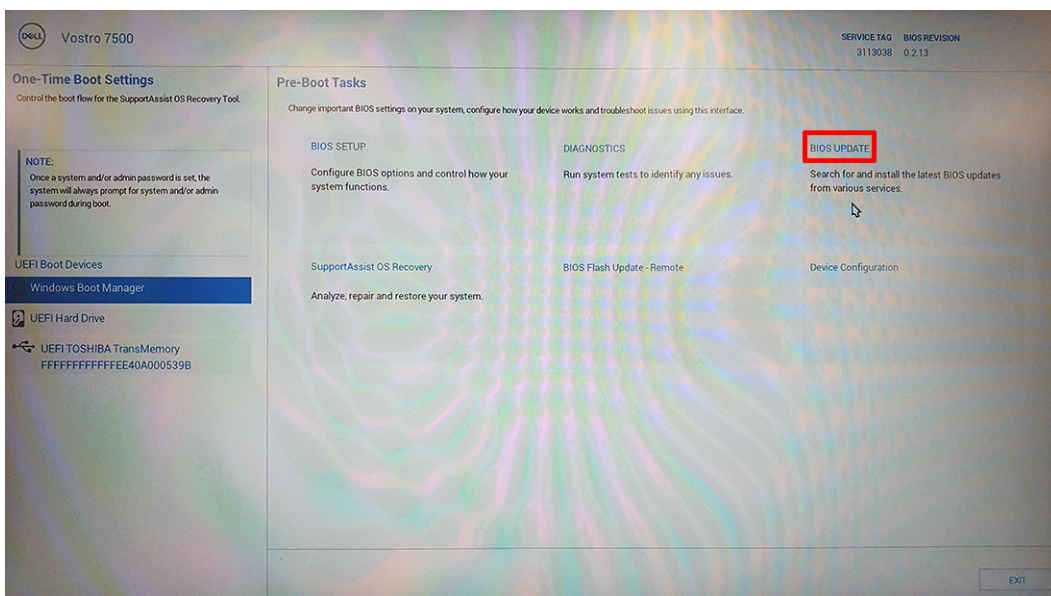 DELL
Vostro 7500
SERVICE TAG BIOS REVISION
3113038 0.2.13
One-Time Boot Settings
Control the boot flow for the SupportAssist OS Recovery Tool.
NOTE:
Once a system and/or admin password is set, the
system will always prompt for system and/or admin
password during boot.
UEFI Boot Devices
Windows Boot Manager
UEFI Hard Drive
UEFI TOSHIBA TransMemory
FFFFFFFFFFFFEE40A000539B
Pre-Boot Tasks
Change important BIOS settings on your system, configure how your device works and troubleshoot issues using this interface.
BIOS SETUP
Configure BIOS options and control how your
system functions.
DIAGNOSTICS
Run system tests to identify any issues.
BIOS UPDATE
Search for and install the latest BIOS updates
from various services.
SupportAssist OS Recovery
Analyze, repair and restore your system.
BIOS Flash Update - Remote
Device Configuration
EXIT